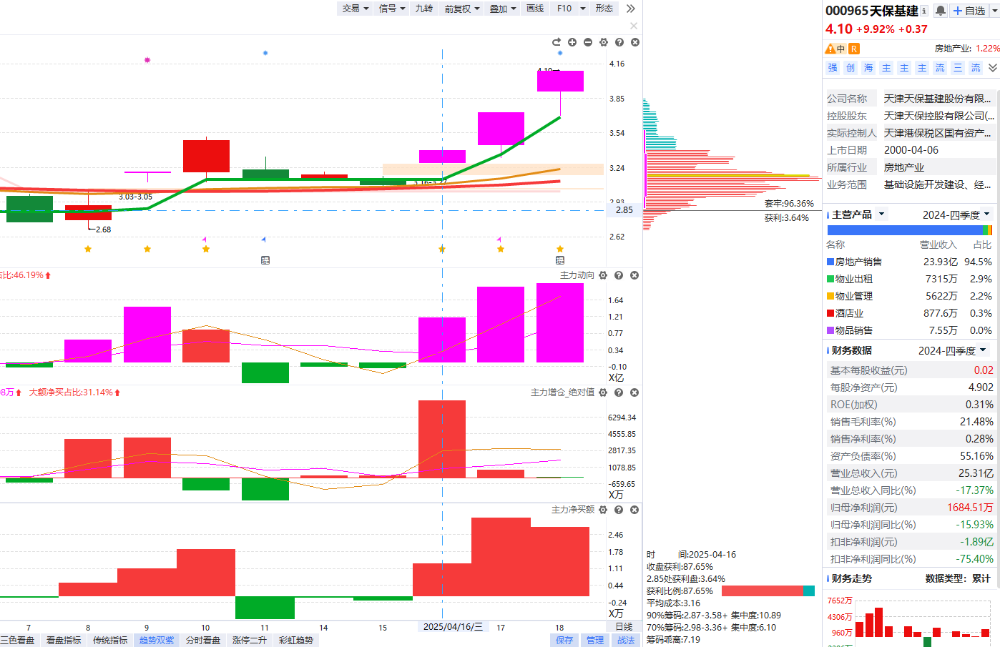 交易 信号 九转 前复权 叠加 画线 F10 形态
4.16
3.85
3.54
3.24
2.93
2.85
2.62
4.10
3.16-3.27
3.03-3.05
←2.68
占比:46.19% 主力动向
1.64
1.21
0.77
0.34
-0.10
X亿
8万 大额净买占比:31.14% 主力增仓_绝对值
6294.34
4555.85
2817.35
1078.85
-659.65
X万
主力净买额
2.46
1.78
1.11
0.44
-0.24
X万
7 8 9 10 11 14 15 2025/04/16/三 17 18 日线
三色看盘 看盘指标 传统指标 趋势双紫 分时看盘 涨停二升 彩虹趋势 保存 管理 战法
套牢:96.36%
获利:3.64%
时 间:2025-04-16
收盘获利:87.65%
2.85处获利盘:3.64%
获利比例:87.65%
平均成本:3.16
90%筹码:2.87-3.58+ 集中度:10.89
70%筹码:2.98-3.36+ 集中度:6.10
筹码乖离:7.19
000965天保基建 自选
4.10 +9.92% +0.37
中 R 房地产业: 1.22%
强 创 海 主 主 主 流 三 流
公司名称 天津天保基建股份有限...
控股股东 天津天保控股有限公司(...
实际控制人 天津港保税区国有资产...
上市日期 2000-04-06
所属行业 房地产业
业务范围 基础设施开发建设、经...
主营产品 2024-四季度
名称 营业收入 占比
房地产销售 23.93亿 94.5%
物业出租 7315万 2.9%
物业管理 5622万 2.2%
酒店业 877.6万 0.3%
物品销售 7.55万 0.0%
财务数据 2024-四季度
基本每股收益(元) 0.02
每股净资产(元) 4.902
ROE(加权) 0.31%
销售毛利率(%) 21.48%
销售净利率(%) 0.28%
资产负债率(%) 55.16%
营业总收入(元) 25.31亿
营业总收入同比(%) -17.37%
归母净利润(元) 1684.51万
归母净利润同比(%) -15.93%
扣非净利润(元) -1.89亿
扣非净利润同比(%) -75.40%
财务走势 数据类型: 累计
7652万
4306万
960万